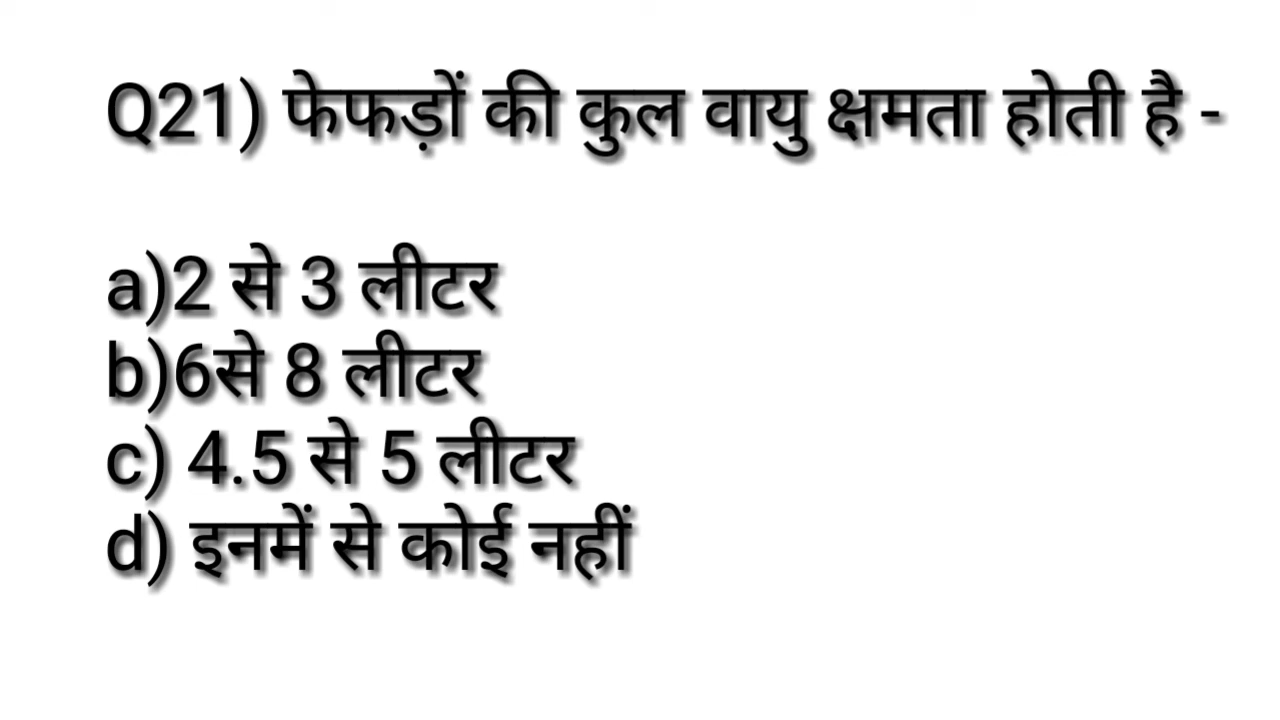 Q21) फेफड़ों की कुल वायु क्षमता होती है -
a)2 से 3 लीटर
b)6से 8 लीटर
c) 4.5 से 5 लीटर
d) इनमें से कोई नहीं